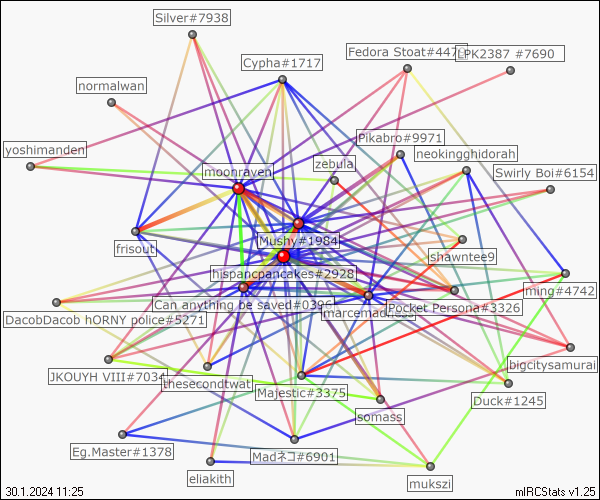 Silver#7938
Fedora Stoat#447
LPK2387 #7690
Cypha#1717
normalwan
Pikabro#9971
yoshimanden
zebula
neokingghidorah
moonraven
Swirly Boi#6154
frisout
Mushy#1984
shawntee9
hispancpancakes#2928
ming#4742
Can anything be saved#0396
Pocket Persona#3326
DacobDacob hORNY police#5271
bigcitysamurai
JKOUYH VIII#7034
thesecondtwat
Majestic#3375
Duck#1245
somass
Eg.Master#1378
Madネコ#6901
eliakith
mukszi
30.1.2024 11:25
mIRCStats v1.25